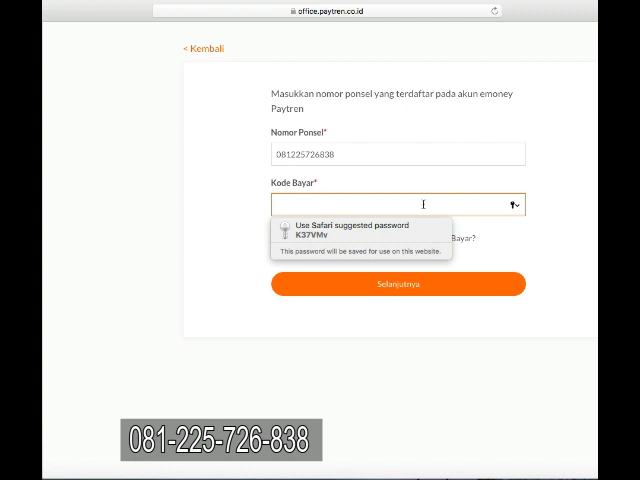 office.paytren.co.id
< Kembali
Masukkan nomor ponsel yang terdaftar pada akun emoney
Paytren
Nomor Ponsel*
081225726838
Kode Bayar*
Use Safari suggested password
K37VMv
Bayar?
This password will be saved for use on this website.
Selanjutnya
081-225-726-838